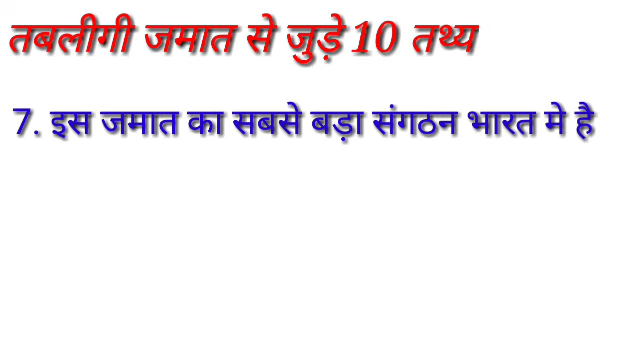 तबलीगी जमात से जुड़े 10 तथ्य
7. इस जमात का सबसे बड़ा संगठन भारत मे है